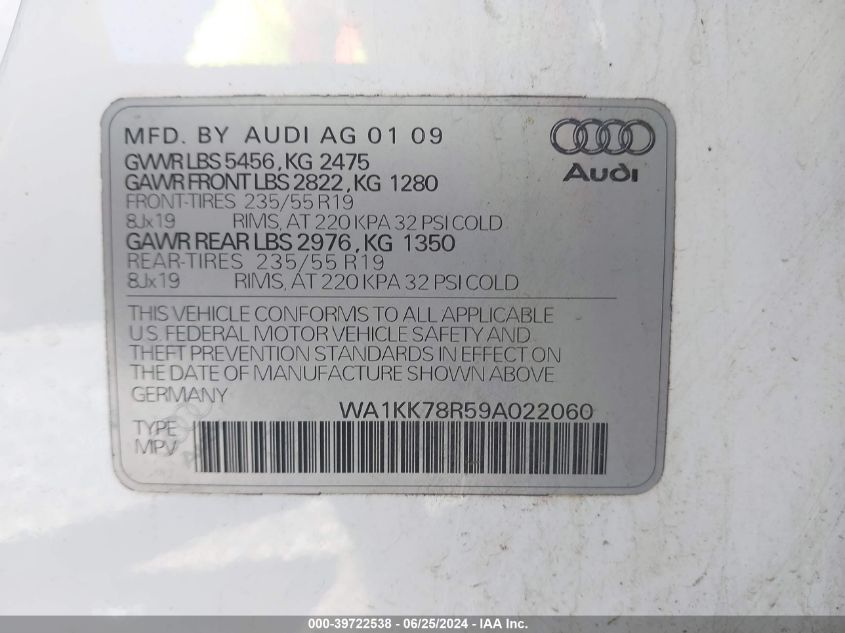 MFD. BY AUDI AG 01 09
Audi
GVWR LBS 5456, KG 2475
GAWR FRONT LBS 2822, KG 1280
FRONT-TIRES 235/55 R19
8Jx19 RIMS, AT 220 KPA 32 PSI COLD
GAWR REAR LBS 2976, KG 1350
REAR-TIRES 235/55 R19
8Jx19 RIMS, AT 220 KPA 32 PSI COLD
THIS VEHICLE CONFORMS TO ALL APPLICABLE
U.S. FEDERAL MOTOR VEHICLE SAFETY AND
THEFT PREVENTION STANDARDS IN EFFECT ON
THE DATE OF MANUFACTURE SHOWN ABOVE
GERMANY
WA1KK78R59A022060
TYPE
MPV
000-39722538 - 06/25/2024 - IAA Inc.